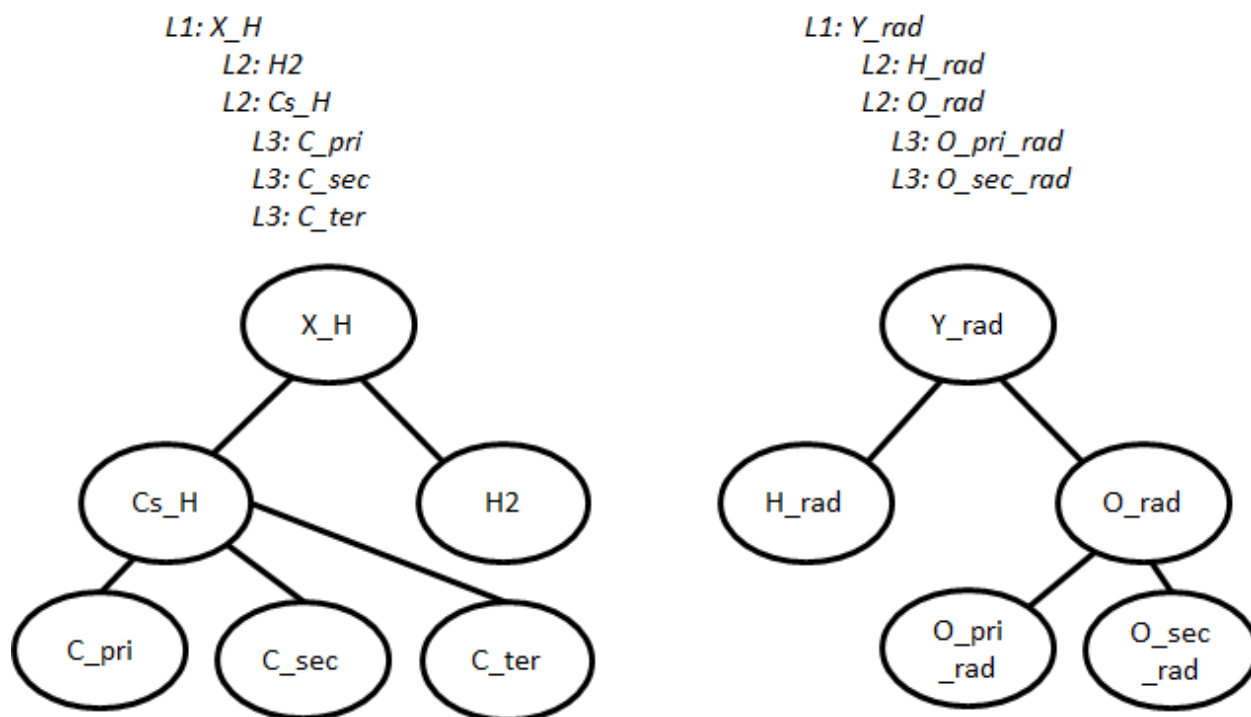 L1: X_H
L2: H2
L2: Cs_H
L3: C_pri
L3: C_sec
L3: C_ter
L1: Y_rad
L2: H_rad
L2: O_rad
L3: O_pri_rad
L3: O_sec_rad
X_H
Cs_H
H2
C_pri
C_sec
C_ter
Y_rad
H_rad
O_rad
O_pri
_rad
O_sec
_rad